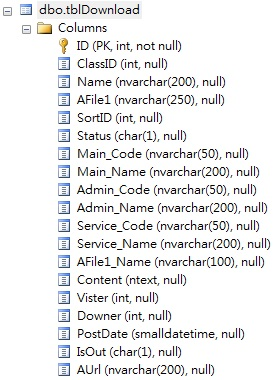 dbo.tblDownload
Columns
ID (PK, int, not null)
ClassID (int, null)
Name (nvarchar(200), null)
AFile1 (nvarchar(250), null)
SortID (int, null)
Status (char(1), null)
Main_Code (nvarchar(50), null)
Main_Name (nvarchar(200), null)
Admin_Code (nvarchar(50), null)
Admin_Name (nvarchar(200), null)
Service_Code (nvarchar(50), null)
Service_Name (nvarchar(200), null)
AFile1_Name (nvarchar(100), null)
Content (ntext, null)
Vister (int, null)
Downer (int, null)
PostDate (smalldatetime, null)
IsOut (char(1), null)
AUrl (nvarchar(200), null)